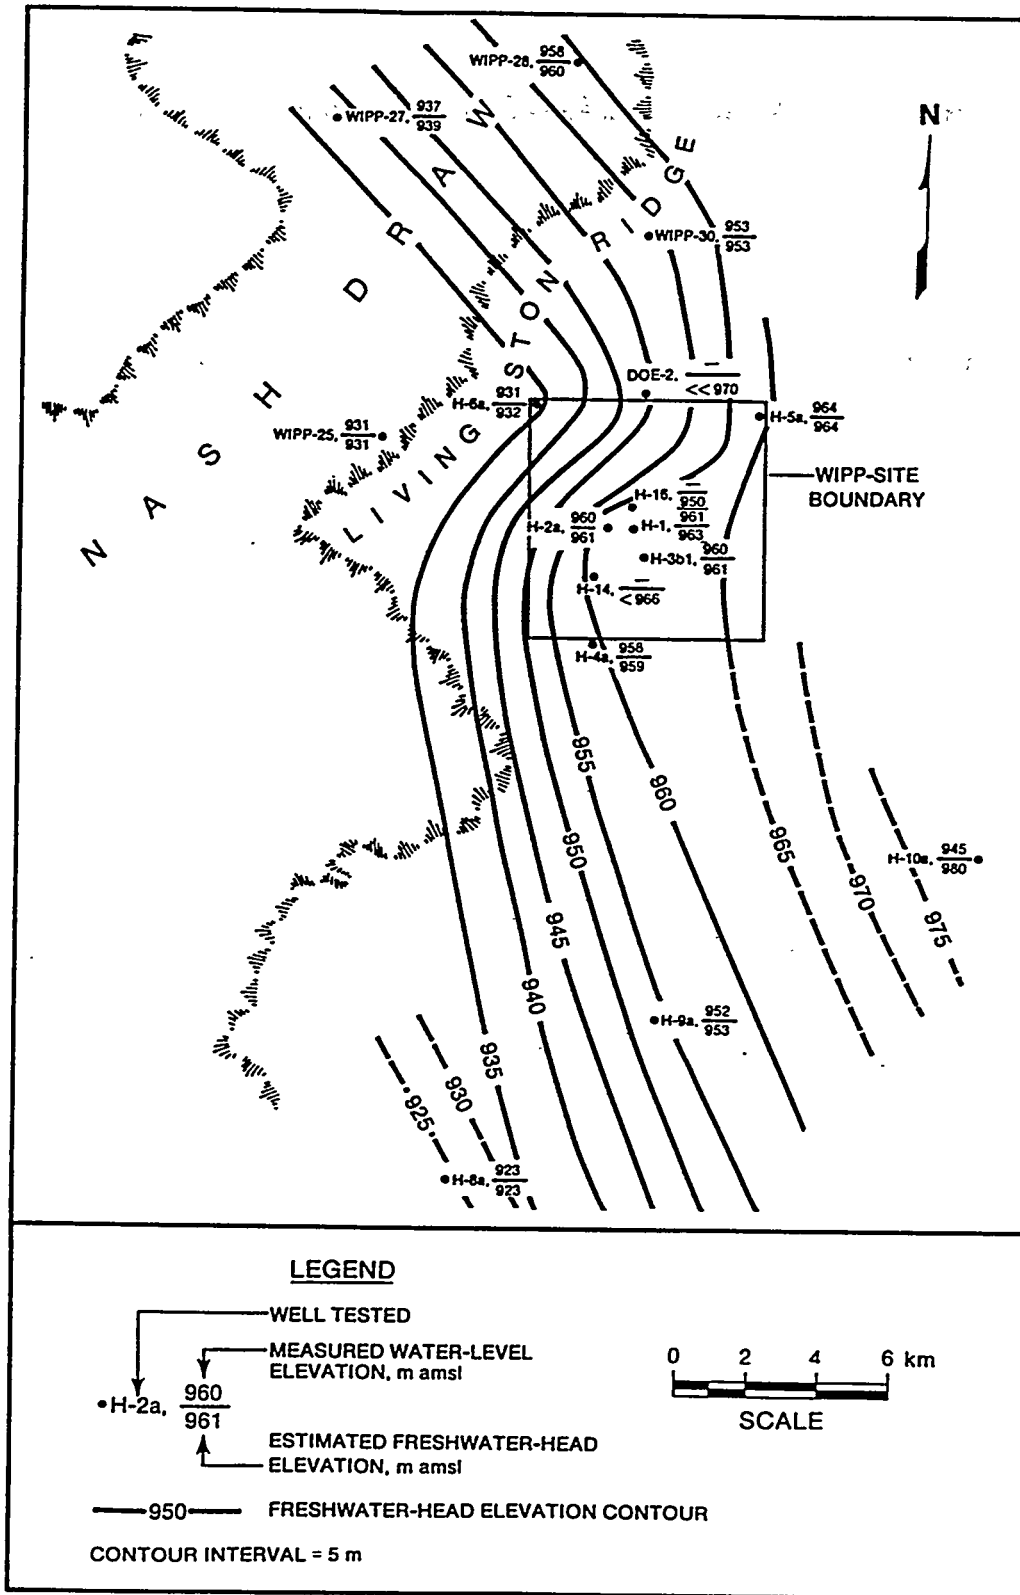 WIPP-28, 958
960
WIPP-27, 937
939
N
NASH DRAW
LIVINGSTON RIDGE
WIPP-30, 953
953
DOE-2, —
<< 970
H-6a, 931
932
H-5a, 964
964
WIPP-25, 931
931
WIPP-SITE
BOUNDARY
H-16, —
950
H-2a, 960
961
H-1, 961
963
H-3b1, 960
961
H-14, —
< 966
H-4a, 958
959
955
960
965
950
970
H-10a, 945
980
975
945
940
H-9a, 952
953
935
930
925
H-8a, 923
923
LEGEND
WELL TESTED
MEASURED WATER-LEVEL
ELEVATION, m amsl
H-2a, 960
961
ESTIMATED FRESHWATER-HEAD
ELEVATION, m amsl
950 FRESHWATER-HEAD ELEVATION CONTOUR
CONTOUR INTERVAL = 5 m
0 2 4 6 km
SCALE